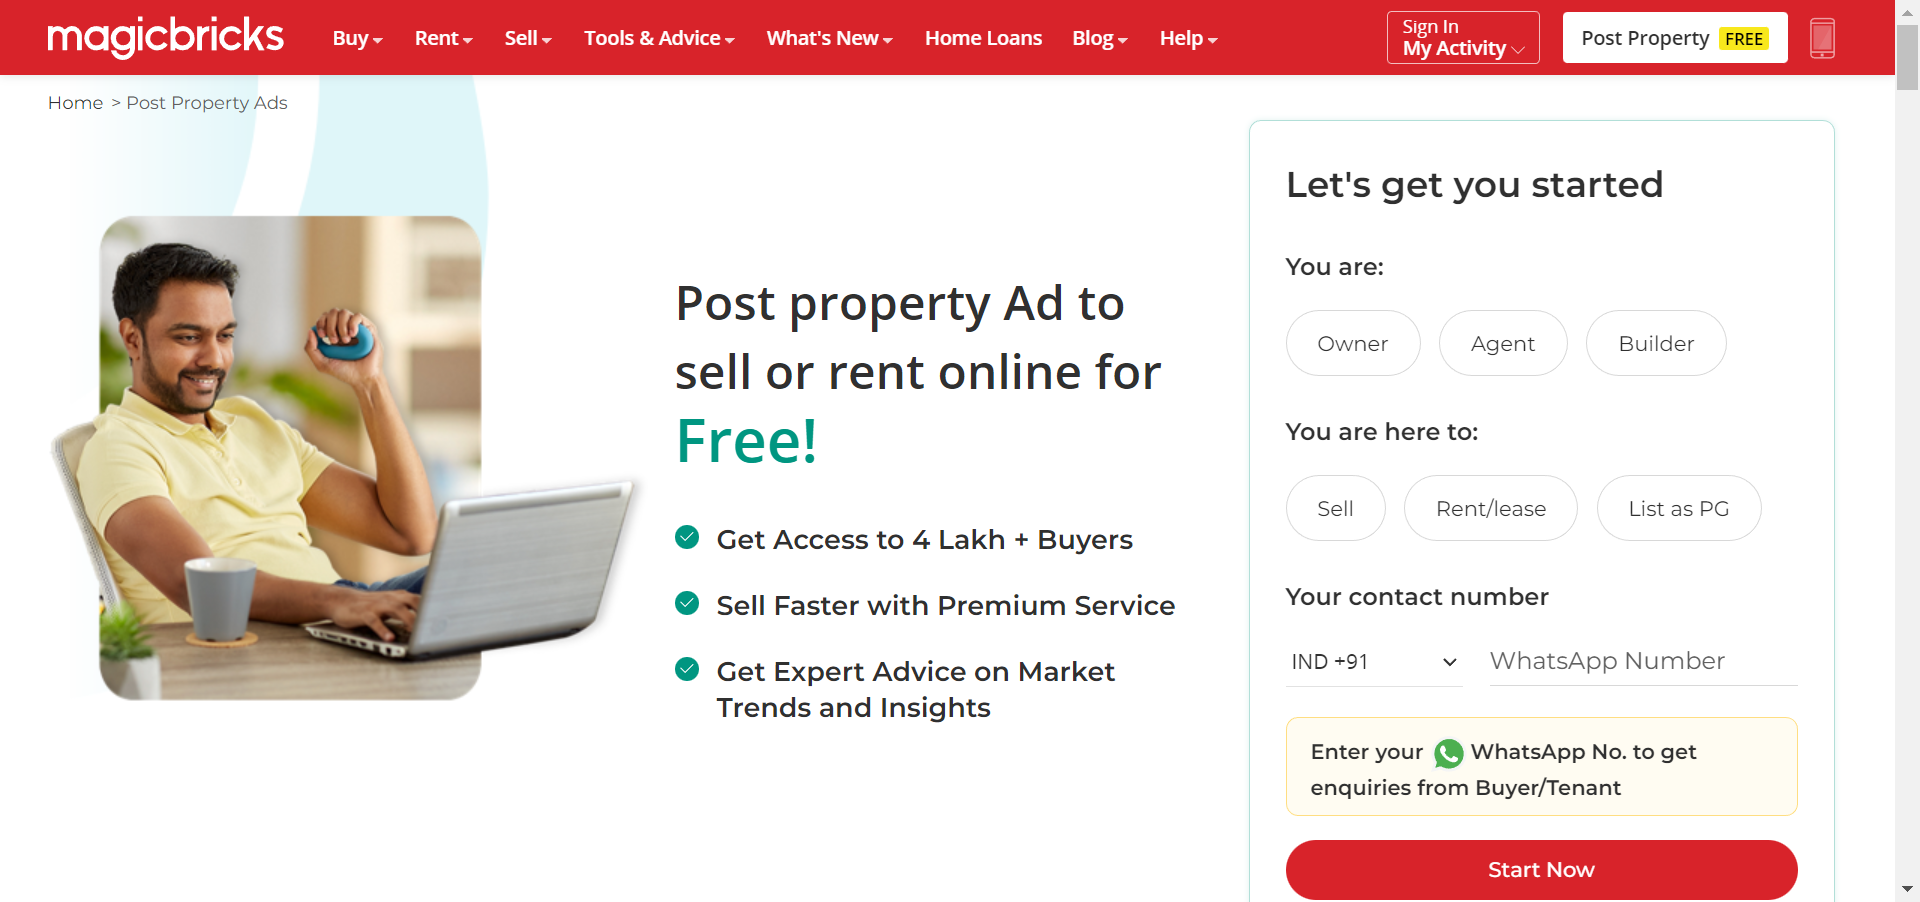 magicbricks
Buy
Rent
Sell
Tools & Advice
What's New
Home Loans
Blog
Help
Sign In
My Activity
Post Property FREE
Home > Post Property Ads
Post property Ad to
sell or rent online for
Free!
Get Access to 4 Lakh + Buyers
Sell Faster with Premium Service
Get Expert Advice on Market
Trends and Insights
Let's get you started
You are:
Owner
Agent
Builder
You are here to:
Sell
Rent/lease
List as PG
Your contact number
IND +91
WhatsApp Number
Enter your WhatsApp No. to get
enquiries from Buyer/Tenant
Start Now